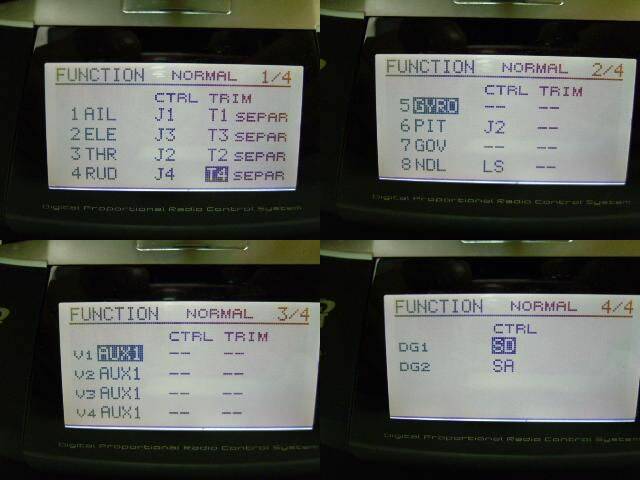 FUNCTION NORMAL 1/4
CTRL TRIM
1 AIL J1 T1 SEPAR
2 ELE J3 T3 SEPAR
3 THR J2 T2 SEPAR
4 RUD J4 T4 SEPAR
Digital Proportional Radio Control System
FUNCTION NORMAL 2/4
CTRL TRIM
5 GYRO -- --
6 PIT J2 --
7 GOV -- --
8 NDL LS --
Digital Proportional Radio Control System
FUNCTION NORMAL 3/4
CTRL TRIM
V1 AUX1 -- --
V2 AUX1 -- --
V3 AUX1 -- --
V4 AUX1 -- --
Digital Proportional Radio Control System
FUNCTION NORMAL 4/4
CTRL
DG1 SD
DG2 SA
Digital Proportional Radio Control System